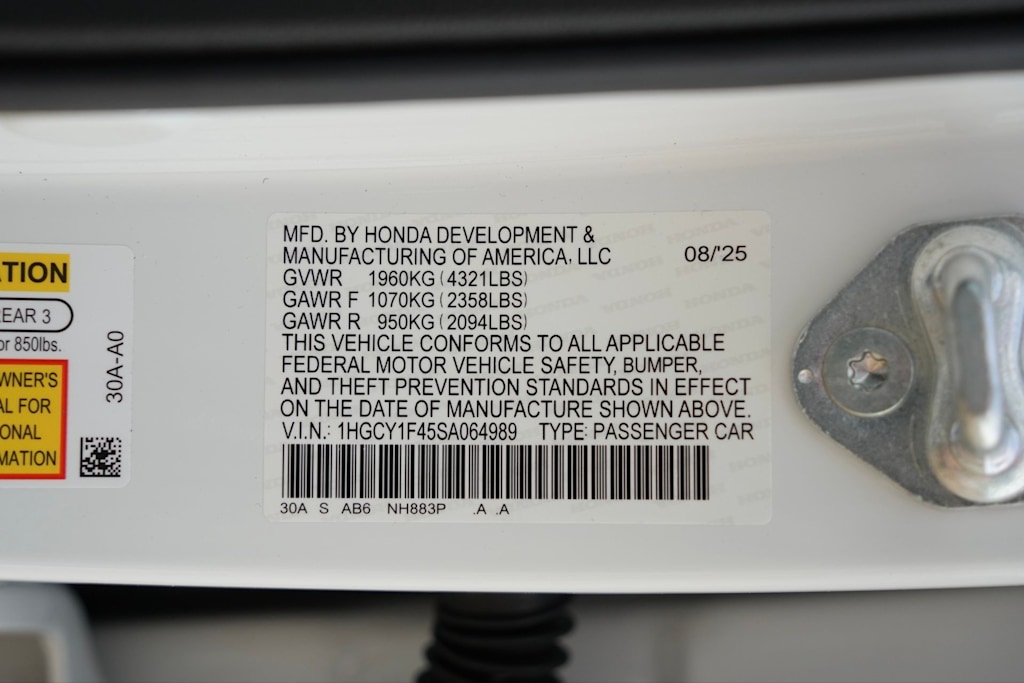 TION
EAR 3
or 850lbs.
WNER'S
AL FOR
ONAL
MATION
30A-A0
MFD. BY HONDA DEVELOPMENT &
MANUFACTURING OF AMERICA, LLC 08/'25
GVWR 1960KG (4321LBS)
GAWR F 1070KG (2358LBS)
GAWR R 950KG (2094LBS)
THIS VEHICLE CONFORMS TO ALL APPLICABLE
FEDERAL MOTOR VEHICLE SAFETY, BUMPER,
AND THEFT PREVENTION STANDARDS IN EFFECT
ON THE DATE OF MANUFACTURE SHOWN ABOVE.
V.I.N.: 1HGCY1F45SA064989 TYPE: PASSENGER CAR
30A S AB6 NH883P .A .A